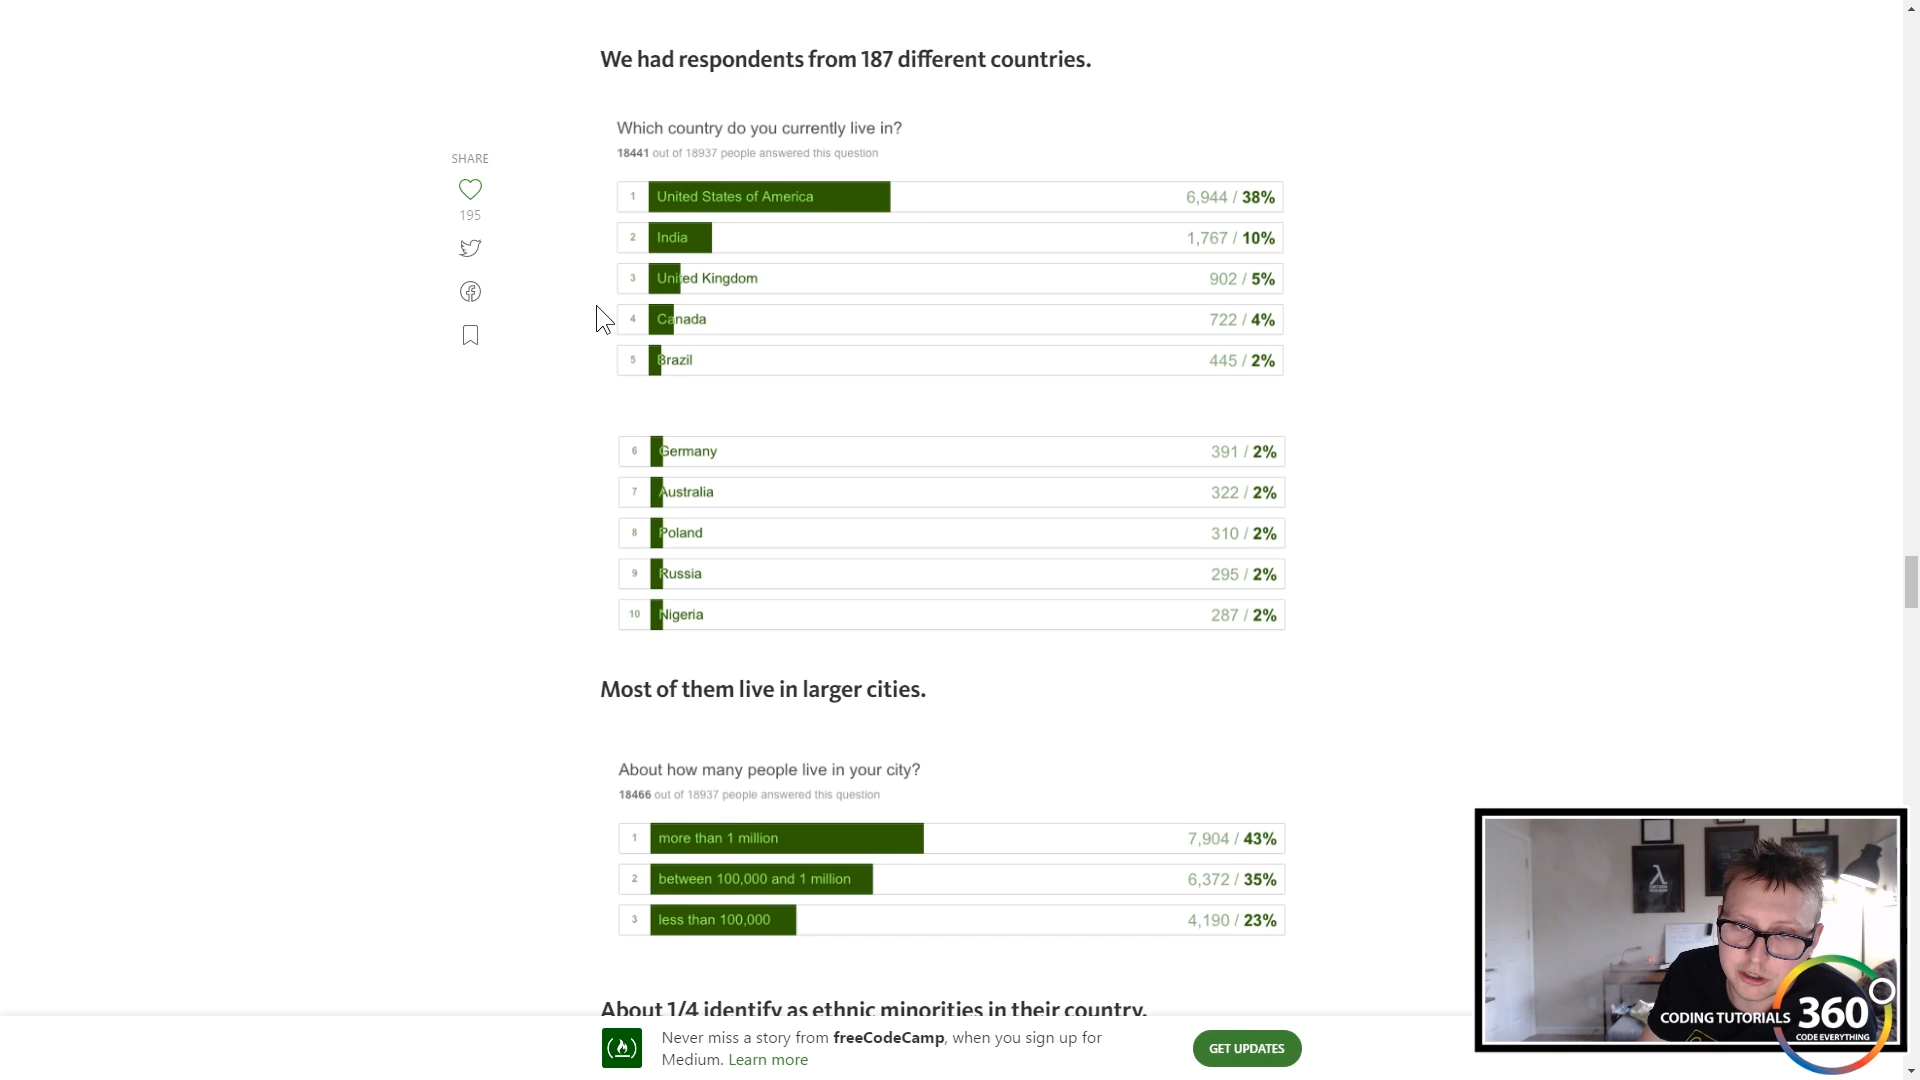 We had respondents from 187 different countries.
Which country do you currently live in?
18441 out of 18937 people answered this question
SHARE
195
1 United States of America 6,944 / 38%
2 India 1,767 / 10%
3 United Kingdom 902 / 5%
4 Canada 722 / 4%
5 Brazil 445 / 2%
6 Germany 391 / 2%
7 Australia 322 / 2%
8 Poland 310 / 2%
9 Russia 295 / 2%
10 Nigeria 287 / 2%
Most of them live in larger cities.
About how many people live in your city?
18466 out of 18937 people answered this question
1 more than 1 million 7,904 / 43%
2 between 100,000 and 1 million 6,372 / 35%
3 less than 100,000 4,190 / 23%
About 1/4 identify as ethnic minorities in their country.
Never miss a story from freeCodeCamp, when you sign up for
Medium. Learn more
GET UPDATES
CODING TUTORIALS 360
CODE EVERYTHING